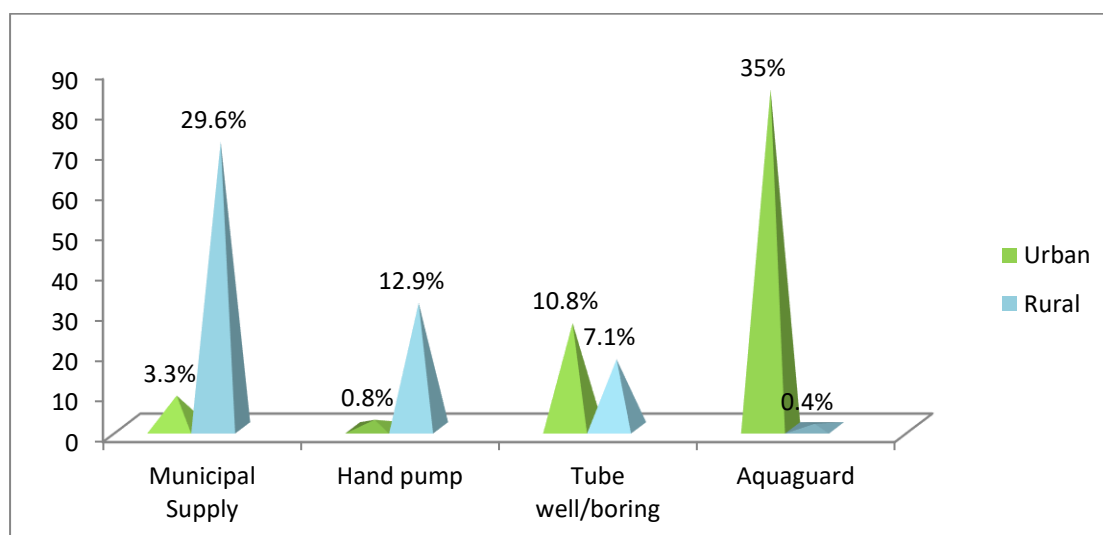 90
80
70
60
50
40
30
20
10
0
29.6%
3.3%
12.9%
0.8%
10.8%
7.1%
35%
0.4%
Municipal
Supply
Hand pump
Tube
well/boring
Aquaguard
Urban
Rural